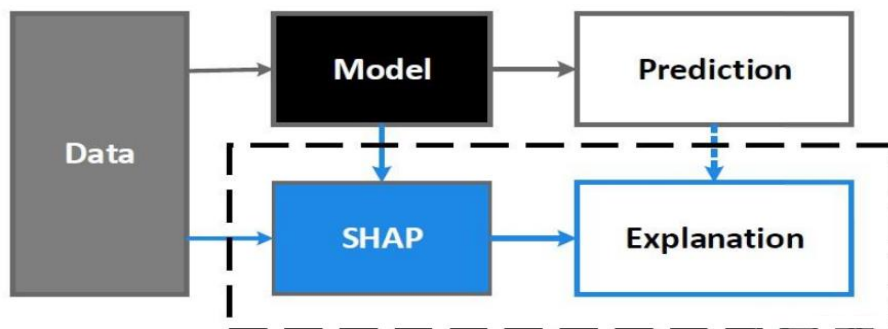 Data
Model
Prediction
SHAP
Explanation